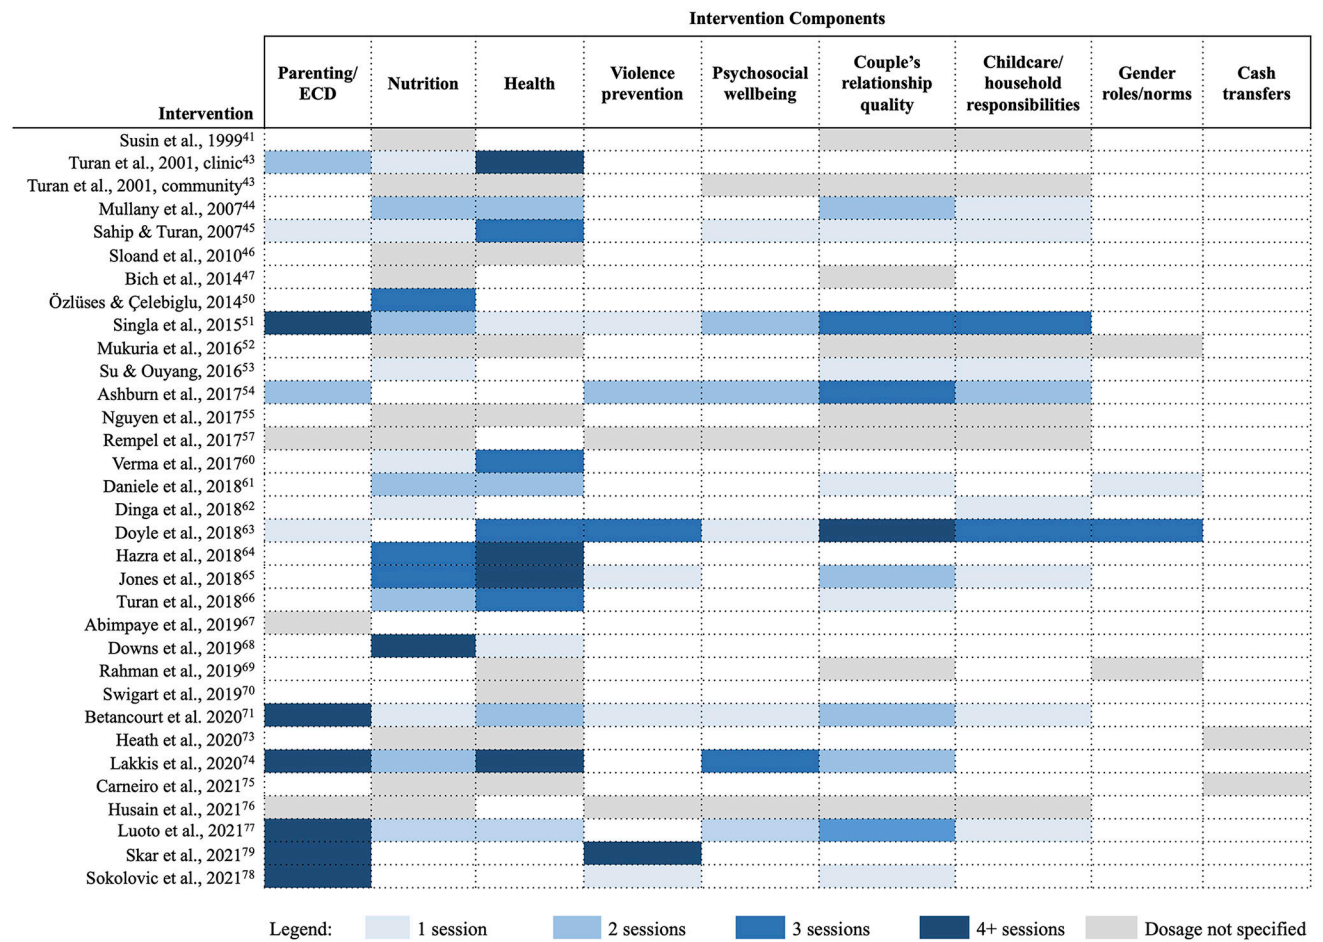 Intervention Components
Intervention
Parenting/
ECD
Nutrition
Health
Violence
prevention
Psychosocial
wellbeing
Couple’s
relationship
quality
Childcare/
household
responsibilities
Gender
roles/norms
Cash
transfers
Susin et al., 1999⁴¹
Turan et al., 2001, clinic⁴³
Turan et al., 2001, community⁴³
Mullany et al., 2007⁴⁴
Sahip & Turan, 2007⁴⁵
Sloand et al., 2010⁴⁶
Bich et al., 2014⁴⁷
Özlüses & Çelebiglu, 2014⁵⁰
Singla et al., 2015⁵¹
Mukuria et al., 2016⁵²
Su & Ouyang, 2016⁵³
Ashburn et al., 2017⁵⁴
Nguyen et al., 2017⁵⁵
Rempel et al., 2017⁵⁷
Verma et al., 2017⁶⁰
Daniele et al., 2018⁶¹
Dinga et al., 2018⁶²
Doyle et al., 2018⁶³
Hazra et al., 2018⁶⁴
Jones et al., 2018⁶⁵
Turan et al., 2018⁶⁶
Abimpaye et al., 2019⁶⁷
Downs et al., 2019⁶⁸
Rahman et al., 2019⁶⁹
Swigart et al., 2019⁷⁰
Betancourt et al. 2020⁷¹
Heath et al., 2020⁷³
Lakkis et al., 2020⁷⁴
Carneiro et al., 2021⁷⁵
Husain et al., 2021⁷⁶
Luoto et al., 2021⁷⁷
Skar et al., 2021⁷⁹
Sokolovic et al., 2021⁷⁸
Legend: 1 session 2 sessions 3 sessions 4+ sessions Dosage not specified